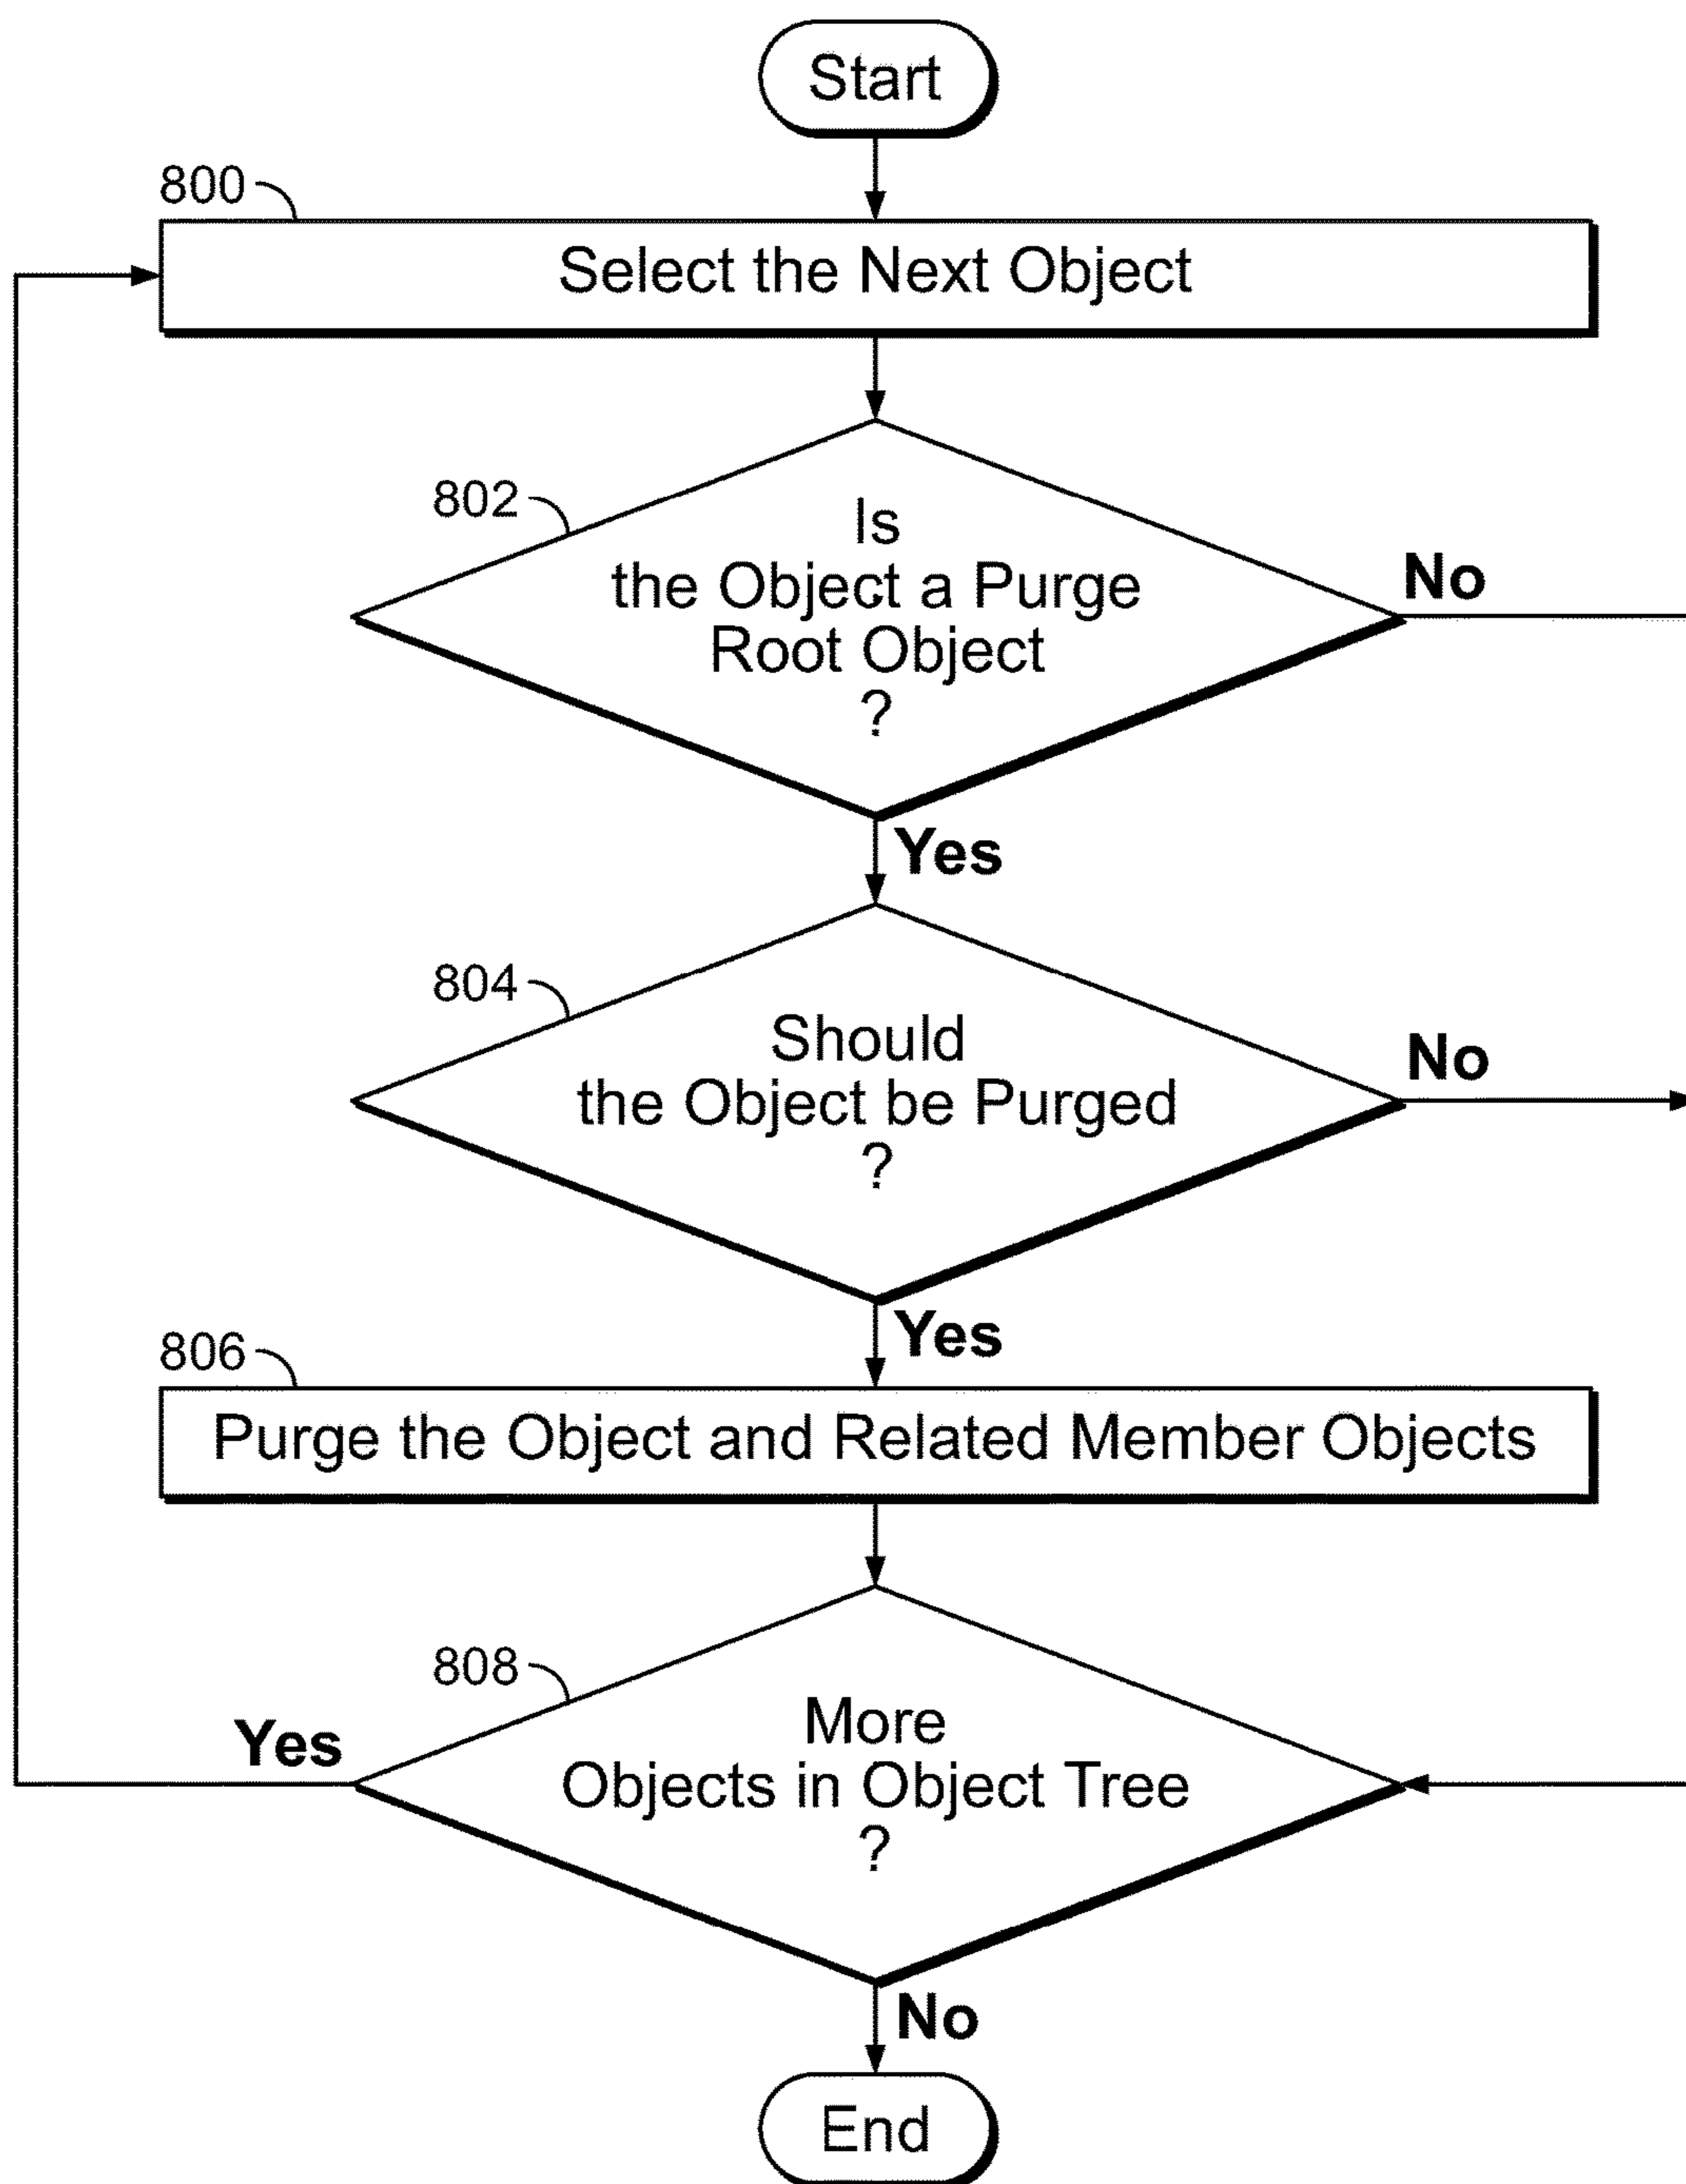 Start
800
Select the Next Object
802
Is
the Object a Purge
Root Object
?
No
Yes
804
Should
the Object be Purged
?
No
Yes
806
Purge the Object and Related Member Objects
808
More
Objects in Object Tree
?
Yes
No
End